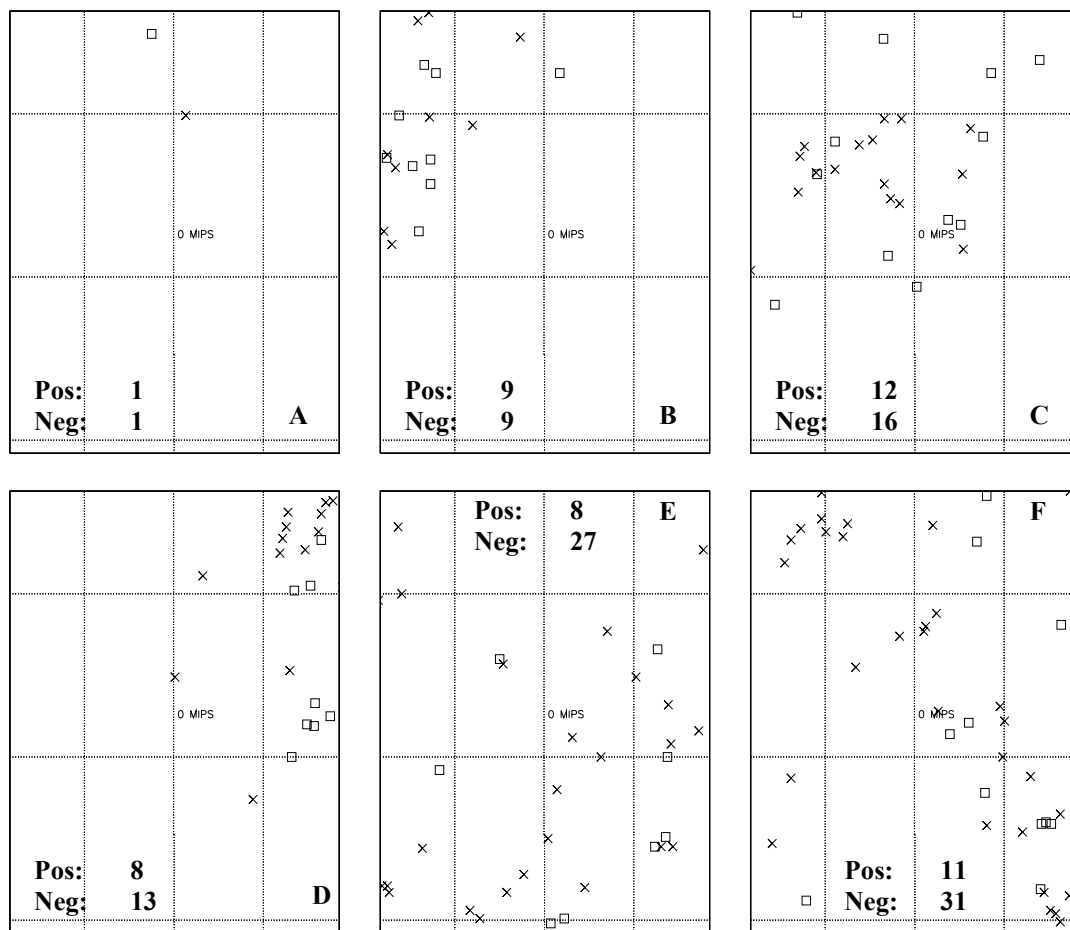 0 MIPS
Pos: 1
Neg: 1
A
0 MIPS
Pos: 9
Neg: 9
B
0 MIPS
Pos: 12
Neg: 16
C
0 MIPS
Pos: 8
Neg: 13
D
Pos: 8
Neg: 27
E
0 MIPS
F
0 MIPS
Pos: 11
Neg: 31